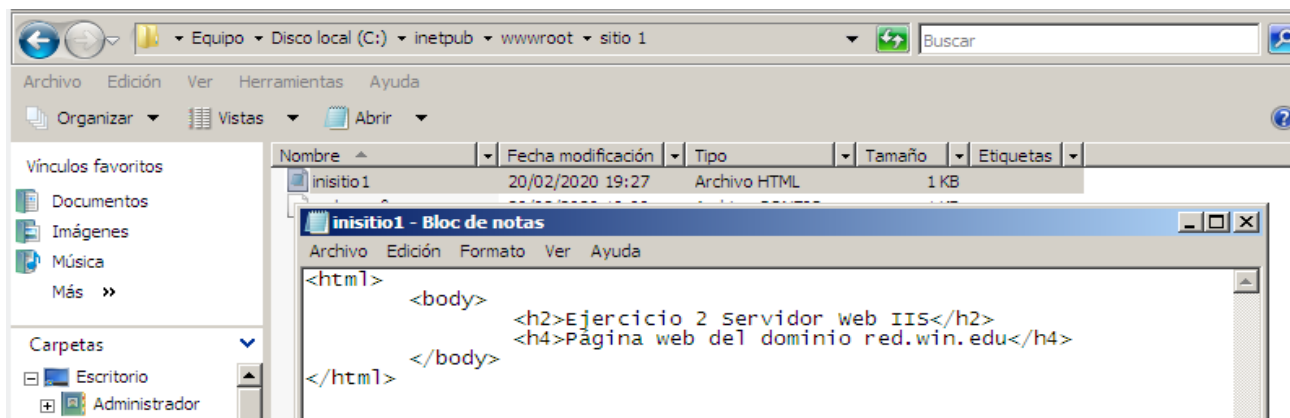 Equipo Disco local (C:) inetpub wwwroot sitio 1 Buscar
Archivo Edición Ver Herramientas Ayuda
Organizar Vistas Abrir
Vínculos favoritos
Documentos
Imágenes
Música
Más »
Carpetas
Escritorio
Administrador
Nombre Fecha modificación Tipo Tamaño Etiquetas
inisitio1 20/02/2020 19:27 Archivo HTML 1 KB
inisitio1 - Bloc de notas
Archivo Edición Formato Ver Ayuda
<html>
<body>
<h2>Ejercicio 2 Servidor Web IIS</h2>
<h4>Página web del dominio red.win.edu</h4>
</body>
</html>